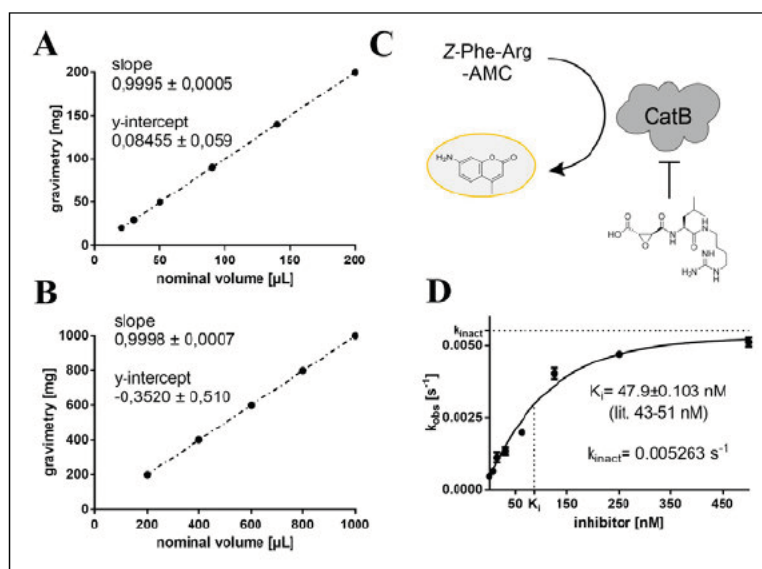 A
slope
0,9995 ± 0,0005
y-intercept
0,08455 ± 0,059
gravimetry [mg]
200
150
100
50
0
0 50 100 150 200
nominal volume [µL]
B
slope
0,9998 ± 0,0007
y-intercept
-0,3520 ± 0,510
gravimetry [mg]
1000
800
600
400
200
0
200 400 600 800 1000
nominal volume [µL]
C
Z-Phe-Arg
-AMC
CatB
H₂N O O
O
HO
O
O
N
H
O
H
N
NH
H₂N N
H
D
kobs [s⁻¹]
kinact
0.0050
0.0025
0.0000
Ki= 47.9±0.103 nM
(lit. 43-51 nM)
kinact= 0.005263 s⁻¹
50 Ki 150 250 350 450
inhibitor [nM]